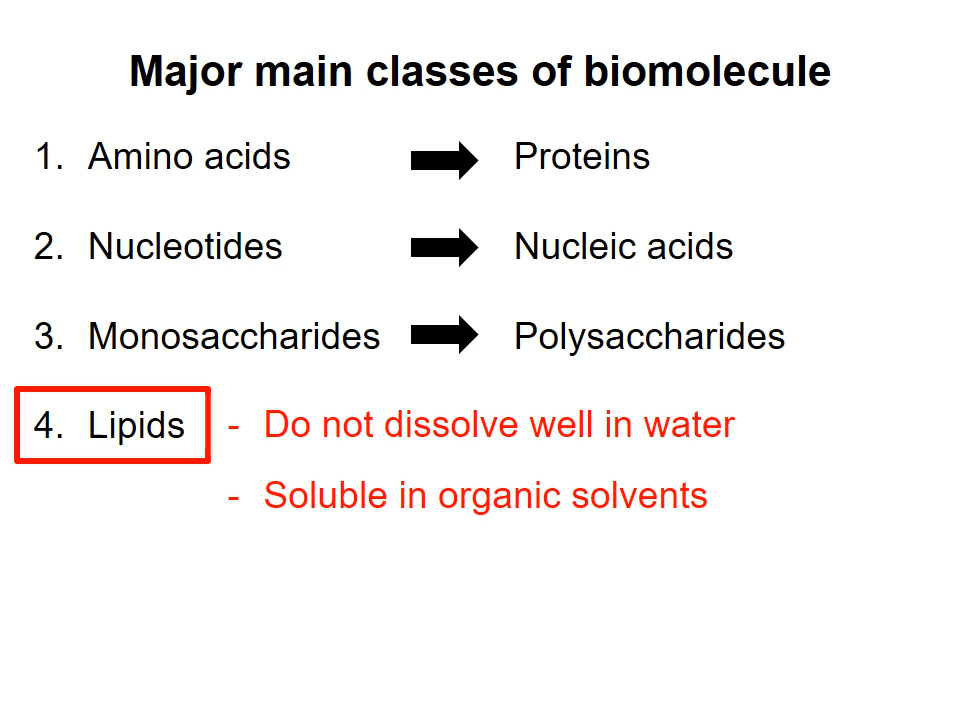 Major main classes of biomolecule
1. Amino acids Proteins
2. Nucleotides Nucleic acids
3. Monosaccharides Polysaccharides
4. Lipids - Do not dissolve well in water
- Soluble in organic solvents